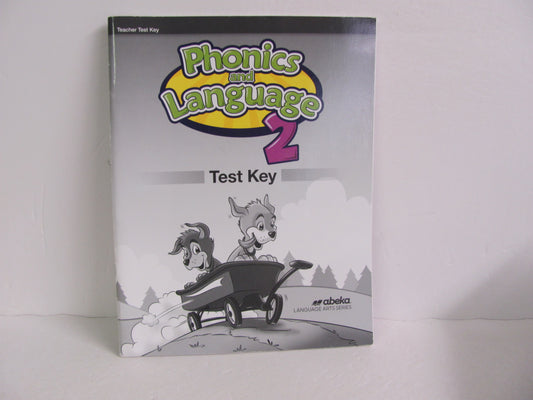 Teacher Test Key
Phonics
and
Language
2
Test Key
abeka
LANGUAGE ARTS SERIES